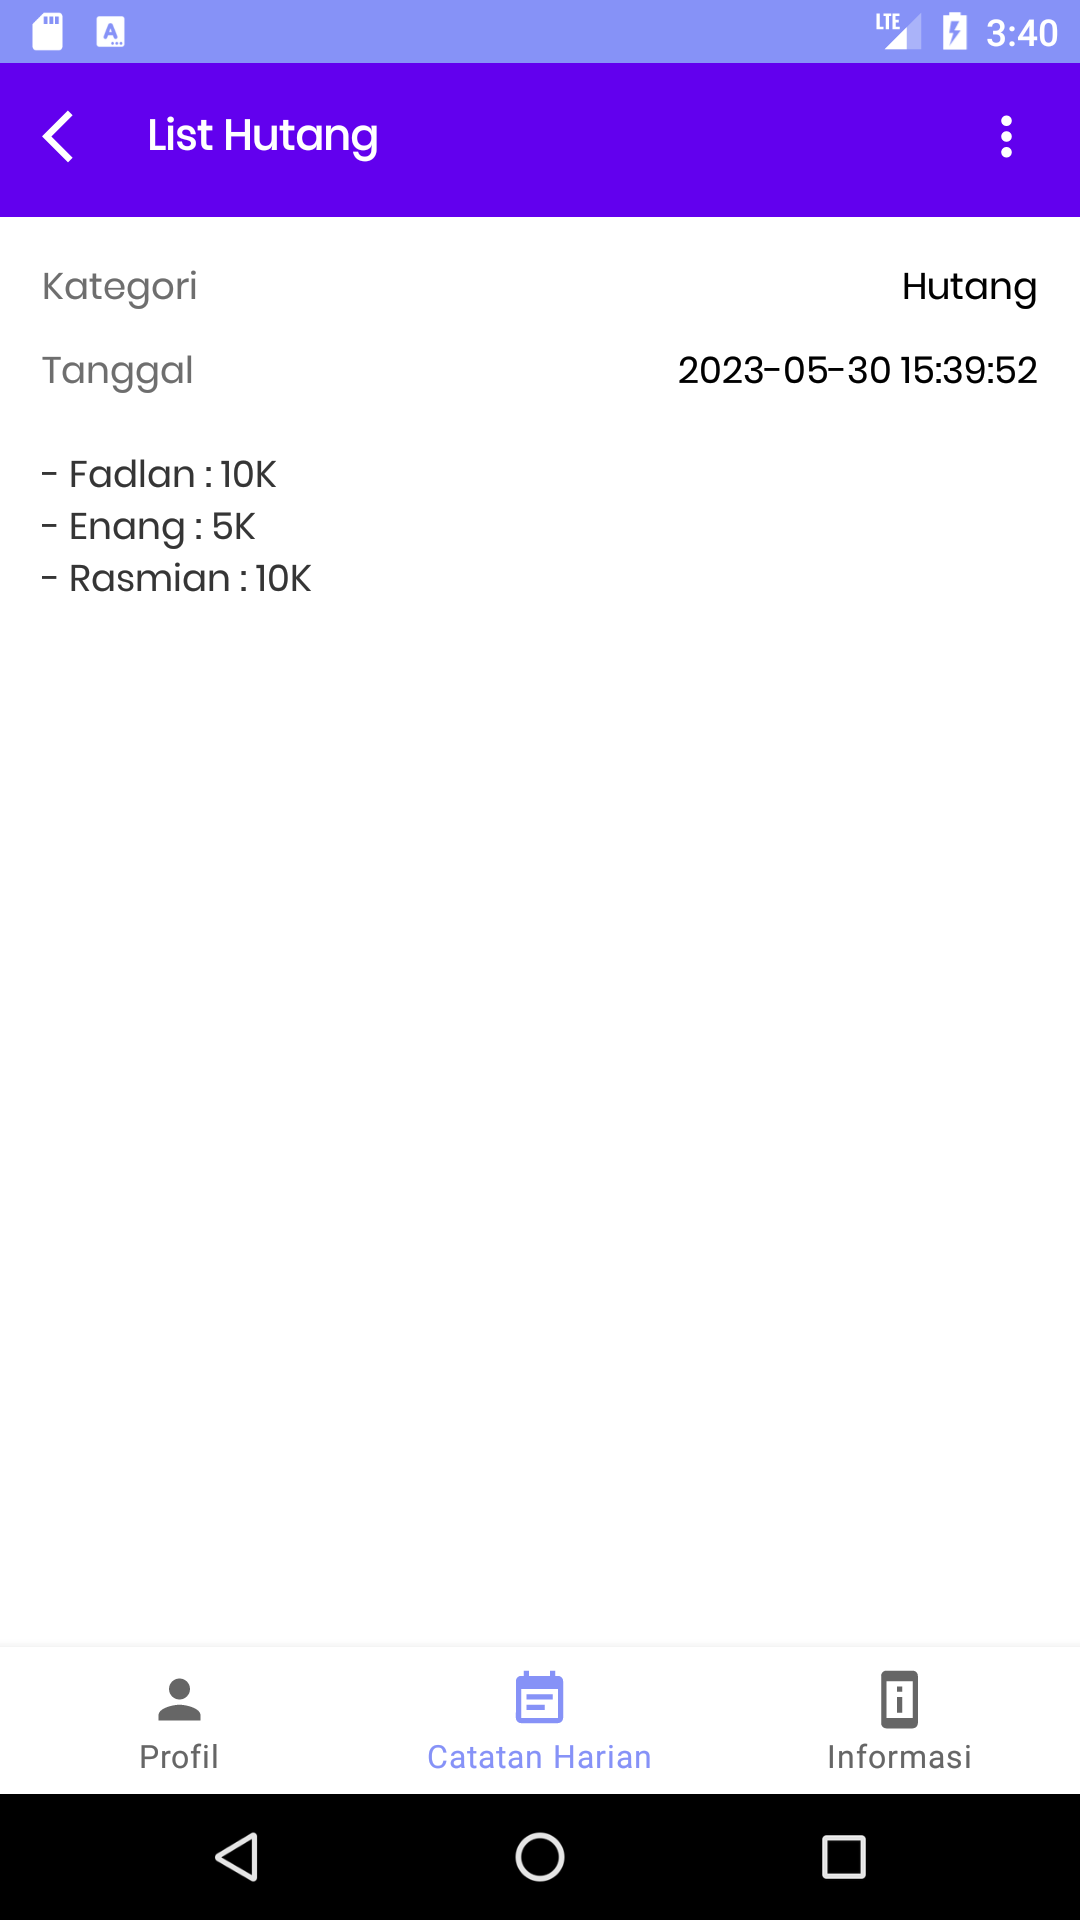 LTE 3:40
List Hutang
Kategori Hutang
Tanggal 2023-05-30 15:39:52
- Fadlan : 10K
- Enang : 5K
- Rasmian : 10K
Profil Catatan Harian Informasi